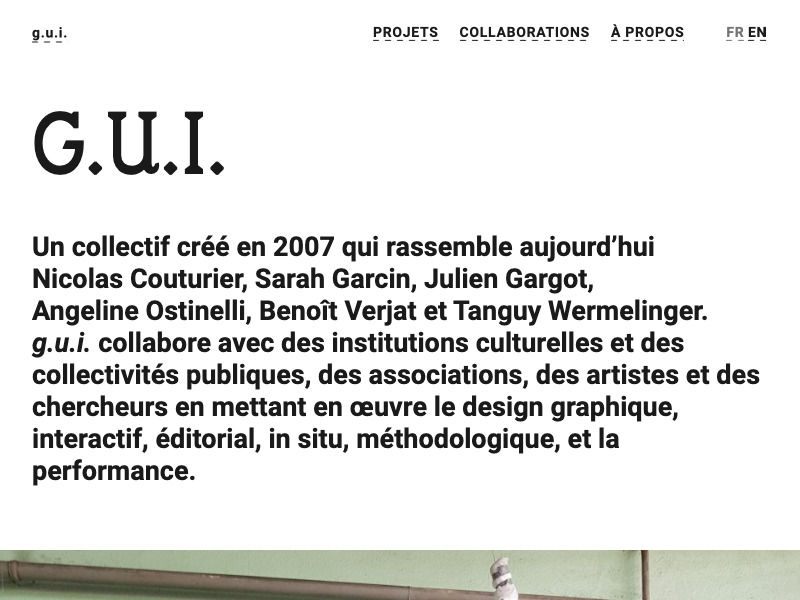 g.u.i.
PROJETS COLLABORATIONS À PROPOS FR EN
G.U.I.
Un collectif créé en 2007 qui rassemble aujourd’hui
Nicolas Couturier, Sarah Garcin, Julien Gargot,
Angeline Ostinelli, Benoît Verjat et Tanguy Wermelinger.
g.u.i. collabore avec des institutions culturelles et des
collectivités publiques, des associations, des artistes et des
chercheurs en mettant en œuvre le design graphique,
interactif, éditorial, in situ, méthodologique, et la
performance.